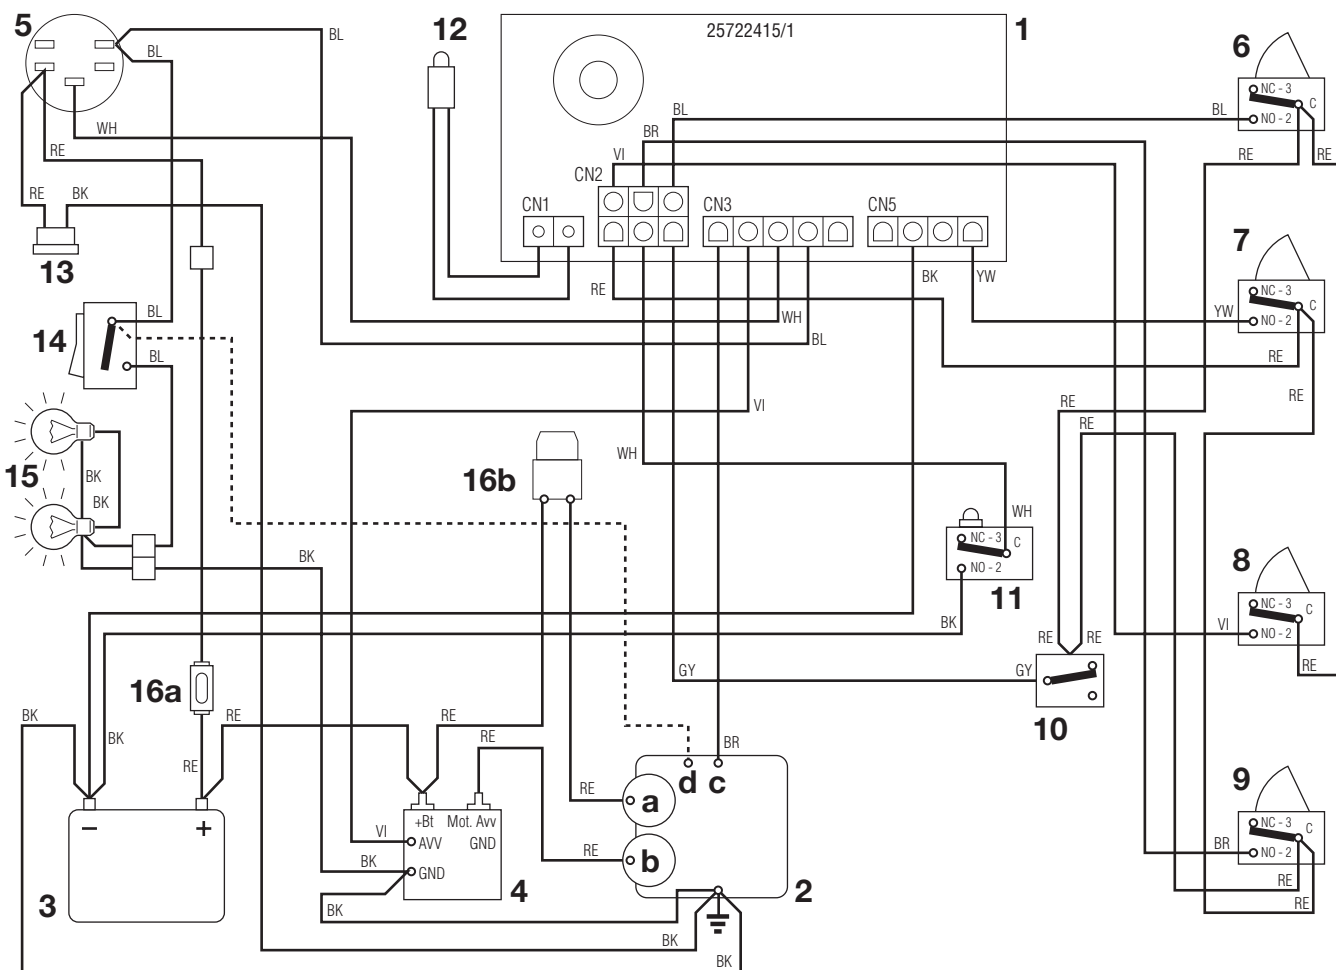 5
BL
12
25722415/1
1
6
NC - 3
C
NO - 2
BL
BL
WH
RE
BL
BR
VI
CN2
RE
RE
RE
BK
CN1
CN3
CN5
7
NC - 3
C
NO - 2
YW
13
RE
BK
YW
WH
BL
RE
RE
14
BL
BL
VI
RE
RE
15
BK
BK
16b
WH
WH
NC - 3
C
NO - 2
11
8
NC - 3
C
NO - 2
VI
BK
BK
RE
RE
GY
GY
RE
10
16a
BK
BK
RE
RE
RE
RE
BR
d
c
9
NC - 3
C
NO - 2
BR
RE
RE
RE
a
−
+
+Bt
Mot. Avv
VI
AVV
GND
BK
GND
RE
b
3
4
2
BK
BK
BK